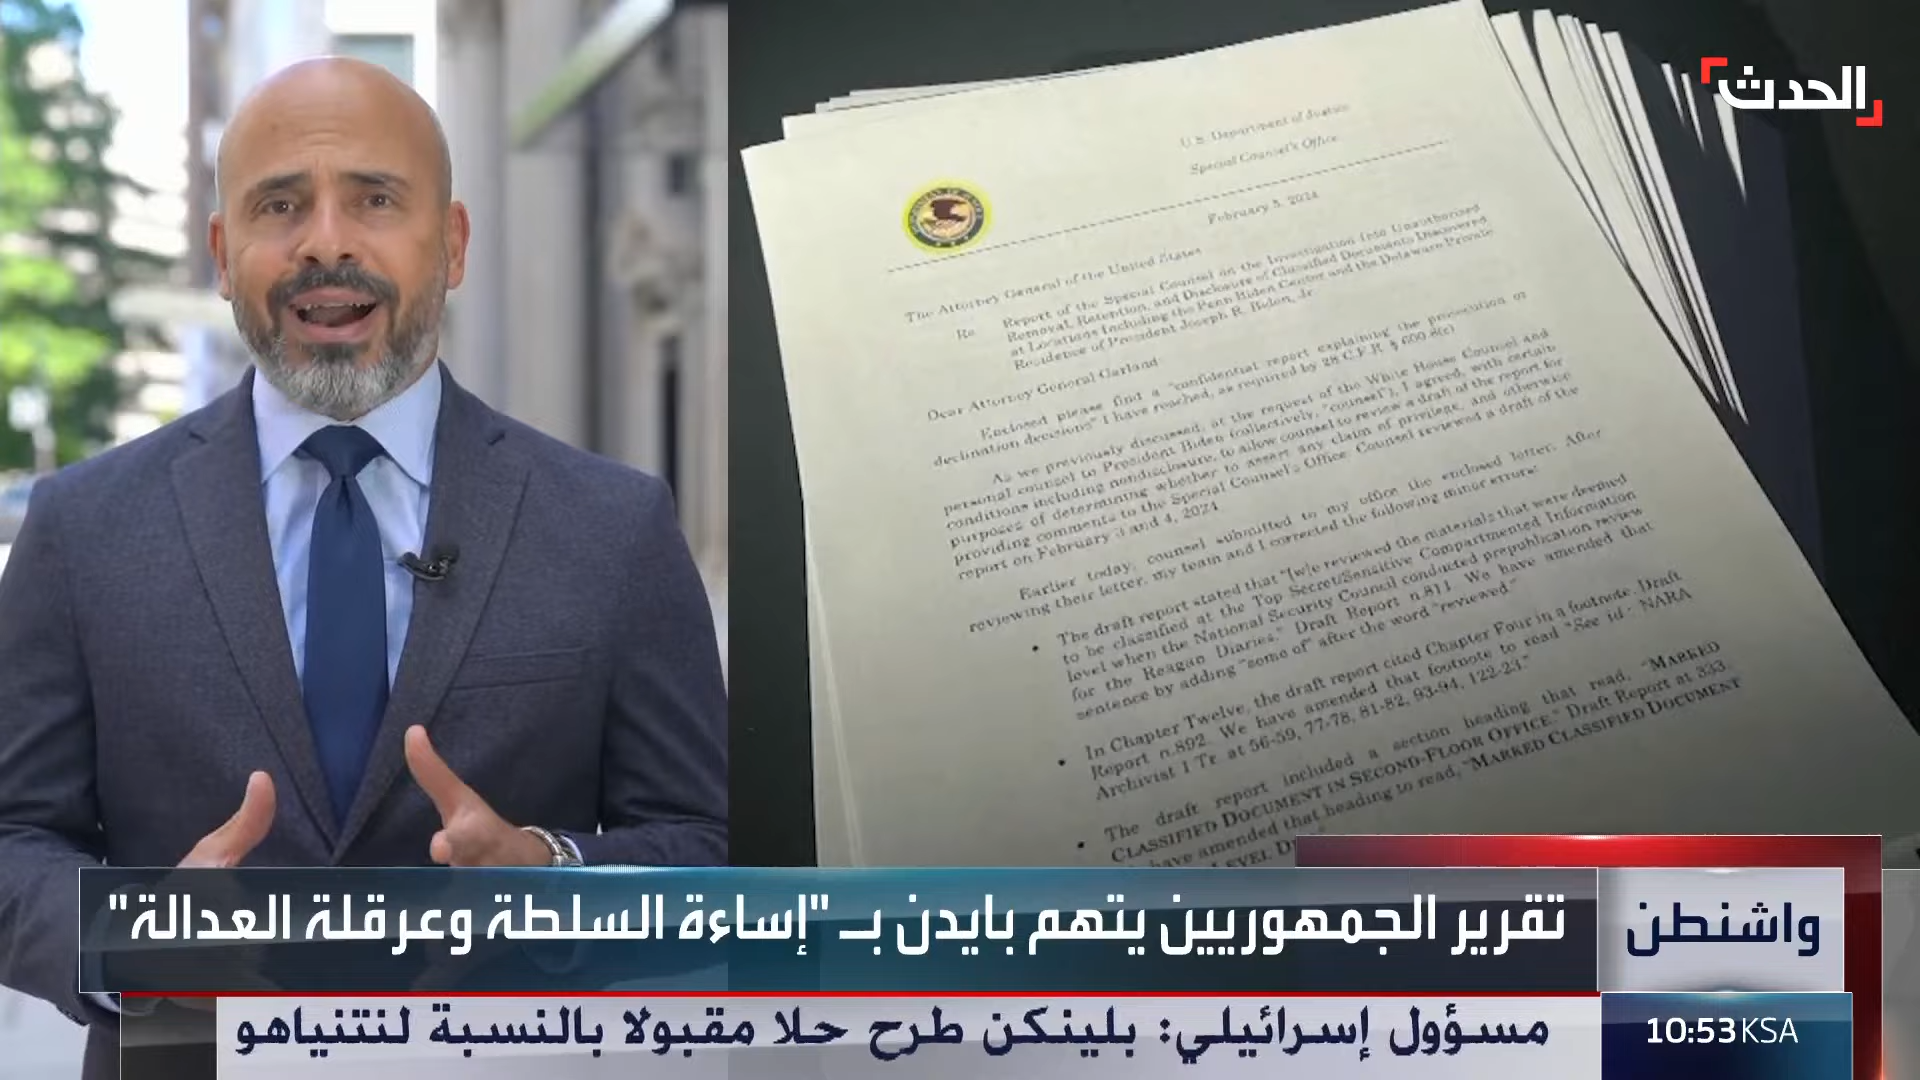 الحدث
U.S. Department of Justice
Special Counsel's Office
February 5, 2024
The Attorney General of the United States
Re: Report of the Special Counsel on the Investigation Into Unauthorized
Removal, Retention, and Disclosure of Classified Documents Discovered
at Locations Including the Penn Biden Center and the Delaware Private
Residence of President Joseph R. Biden, Jr.
Dear Attorney General Garland:
Enclosed please find a "confidential report explaining the prosecution or
declination decisions" I have reached, as required by 28 C.F.R. § 600.8(c).
As we previously discussed, at the request of the White House Counsel and
personal counsel to President Biden (collectively, "counsel"), I agreed, with certain
conditions including nondisclosure, to allow counsel to review a draft of the report for
purposes of determining whether to assert any claim of privilege, and otherwise
providing comments to the Special Counsel's Office. Counsel reviewed a draft of the
report on February 3 and 4, 2024.
Earlier today, counsel submitted to my office the enclosed letter. After
reviewing their letter, my team and I corrected the following minor errors:
• The draft report stated that "[w]e reviewed the materials that were deemed
to be classified at the Top Secret/Sensitive Compartmented Information
level when the National Security Council conducted prepublication review
for the Reagan Diaries." Draft Report n.811. We have amended that
sentence by adding "some of" after the word "reviewed."
• In Chapter Twelve, the draft report cited Chapter Four in a footnote. Draft
Report n.892. We have amended that footnote to read "See id.; NARA
Archivist 1 Tr. at 56-59, 77-78, 81-82, 93-94, 122-23."
• The draft report included a section heading that read, "MARKED
CLASSIFIED DOCUMENT IN SECOND-FLOOR OFFICE." Draft Report at 333.
have amended that heading to read, "MARKED CLASSIFIED DOCUMENT
واشنطن
تقرير الجمهوريين يتهم بايدن بـ "إساءة السلطة وعرقلة العدالة"
مسؤول إسرائيلي: بلينكن طرح حلا مقبولا بالنسبة لنتنياهو
10:53 KSA